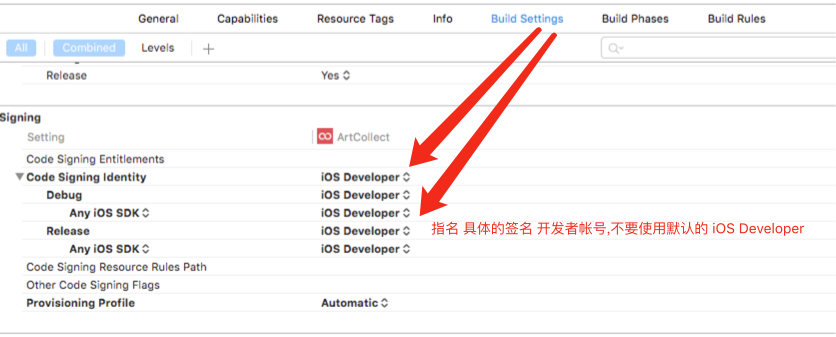 General Capabilities Resource Tags Info Build Settings Build Phases Build Rules
All Combined Levels +
Release Yes
Signing
Setting ArtCollect
Code Signing Entitlements
Code Signing Identity iOS Developer
Debug iOS Developer
Any iOS SDK iOS Developer
Release iOS Developer
指名 具体的签名 开发者帐号,不要使用默认的 iOS Developer
Any iOS SDK iOS Developer
Code Signing Resource Rules Path
Other Code Signing Flags
Provisioning Profile Automatic